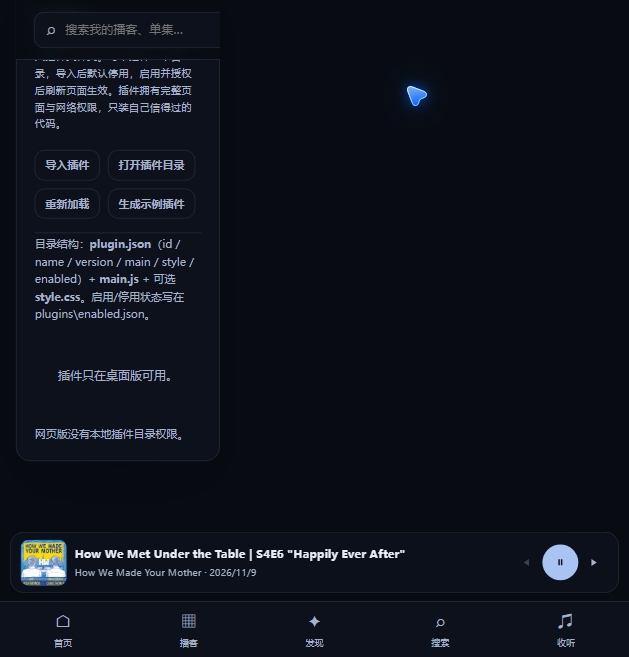 搜索我的播客、单集...
录，导入后默认停用，启用并授权
后刷新页面生效。插件拥有完整页
面与网络权限，只装自己信得过的
代码。
导入插件
打开插件目录
重新加载
生成示例插件
目录结构：plugin.json（id /
name / version / main / style /
enabled）+ main.js + 可选
style.css。启用/停用状态写在
plugins\enabled.json。
插件只在桌面版可用。
网页版没有本地插件目录权限。
HOW WE MADE
YOUR MOTHER
How We Met Under the Table | S4E6 "Happily Ever After"
How We Made Your Mother · 2026/11/9
首页
播客
发现
搜索
收听